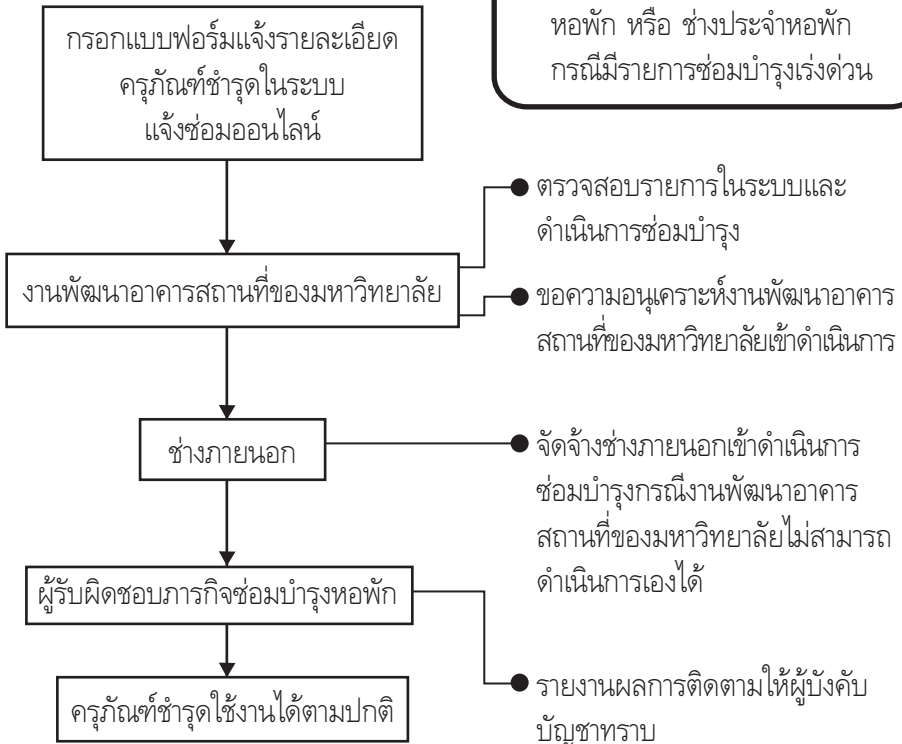 กรอกแบบฟอร์มแจ้งรายละเอียด
ครุภัณฑ์ชำรุดในระบบ
แจ้งซ่อมออนไลน์
หอพัก หรือ ช่างประจำหอพัก
กรณีมีรายการซ่อมบำรุงเร่งด่วน
งานพัฒนาอาคารสถานที่ของมหาวิทยาลัย
ตรวจสอบรายการในระบบและ
ดำเนินการซ่อมบำรุง
ขอความอนุเคราะห์งานพัฒนาอาคาร
สถานที่ของมหาวิทยาลัยเข้าดำเนินการ
ช่างภายนอก
จัดจ้างช่างภายนอกเข้าดำเนินการ
ซ่อมบำรุงกรณีงานพัฒนาอาคาร
สถานที่ของมหาวิทยาลัยไม่สามารถ
ดำเนินการเองได้
ผู้รับผิดชอบภารกิจซ่อมบำรุงหอพัก
ครุภัณฑ์ชำรุดใช้งานได้ตามปกติ
รายงานผลการติดตามให้ผู้บังคับ
บัญชาทราบ